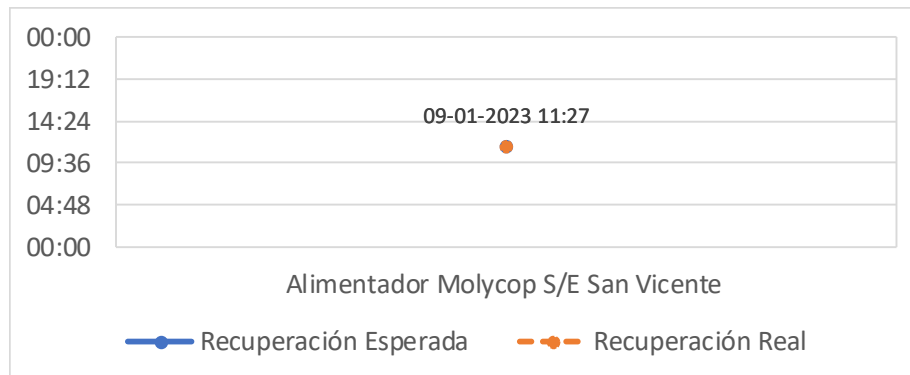 00:00
19:12
14:24
09:36
04:48
00:00
09-01-2023 11:27
Alimentador Molycop S/E San Vicente
Recuperación Esperada
Recuperación Real